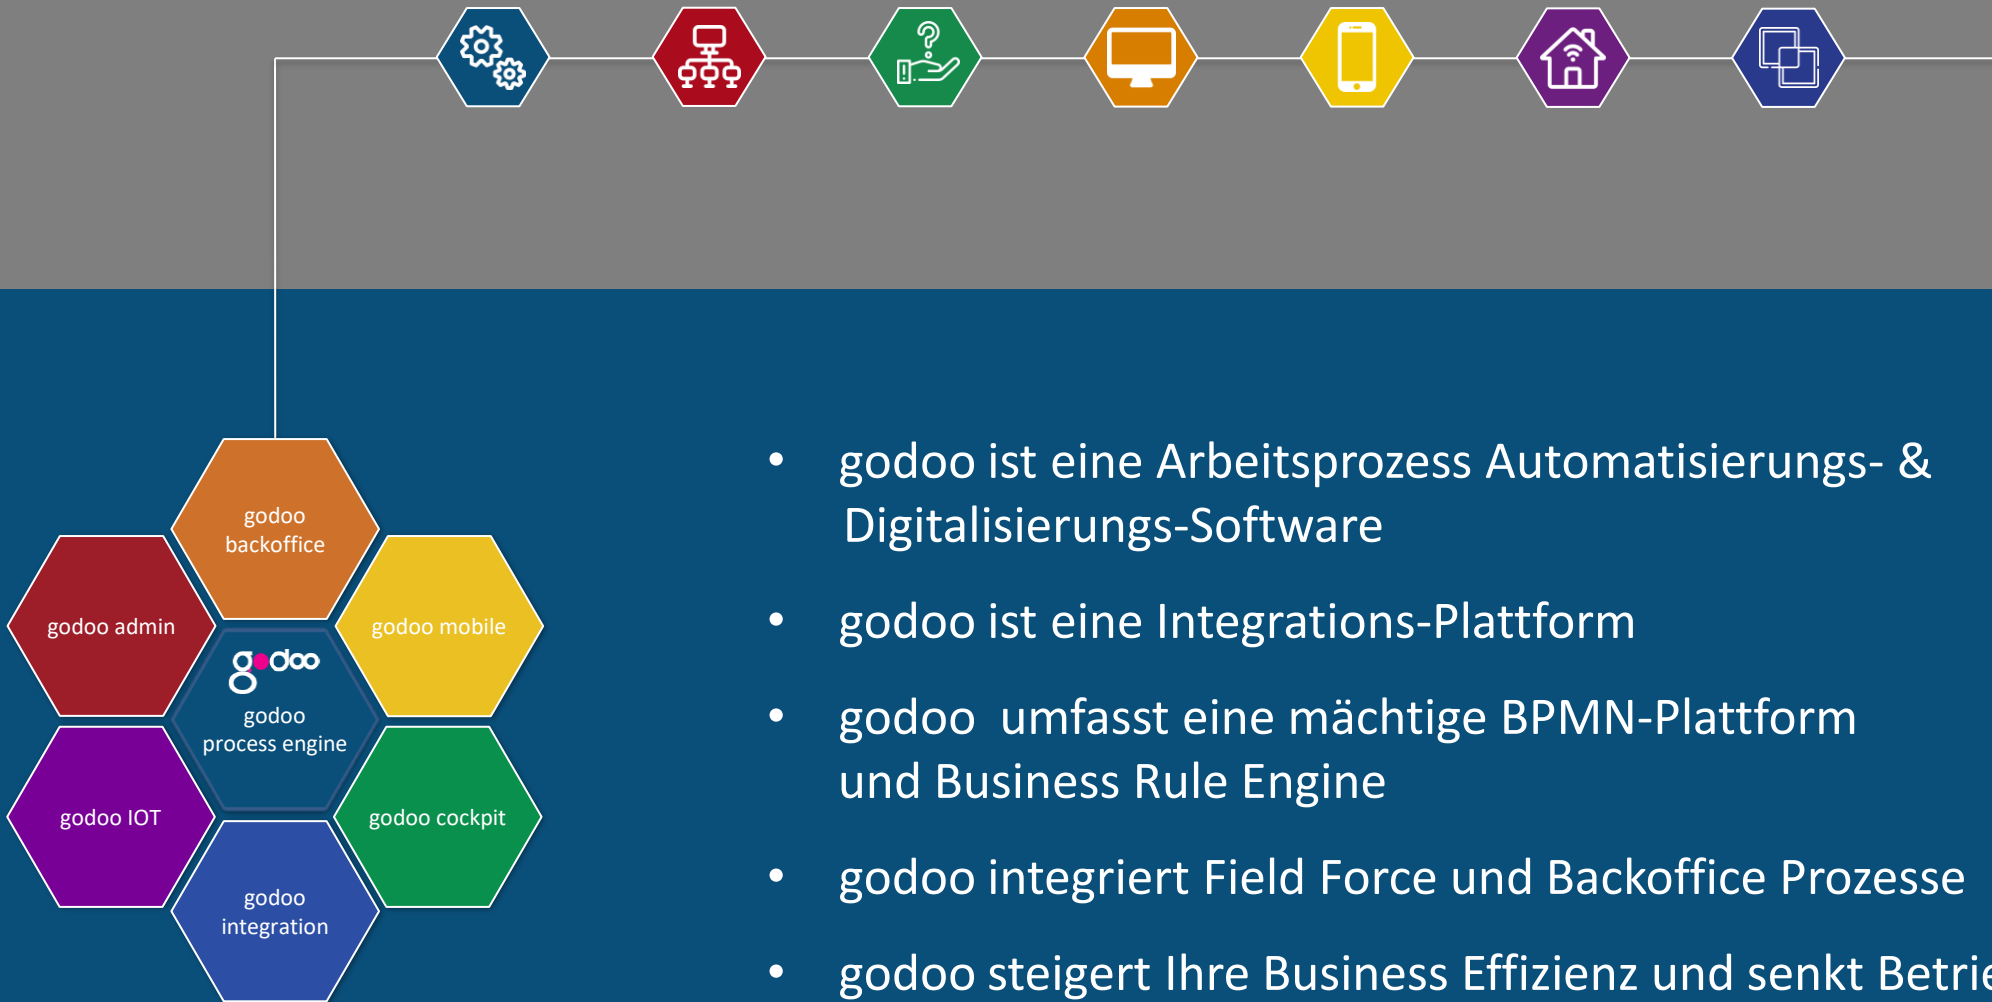 godoo
backoffice
godoo admin
godoo mobile
godoo
godoo
process engine
godoo IOT
godoo cockpit
godoo
integration
• godoo ist eine Arbeitsprozess Automatisierungs- &
Digitalisierungs-Software
• godoo ist eine Integrations-Plattform
• godoo  umfasst eine mächtige BPMN-Plattform
und Business Rule Engine
• godoo integriert Field Force und Backoffice Prozesse
• godoo steigert Ihre Business Effizienz und senkt